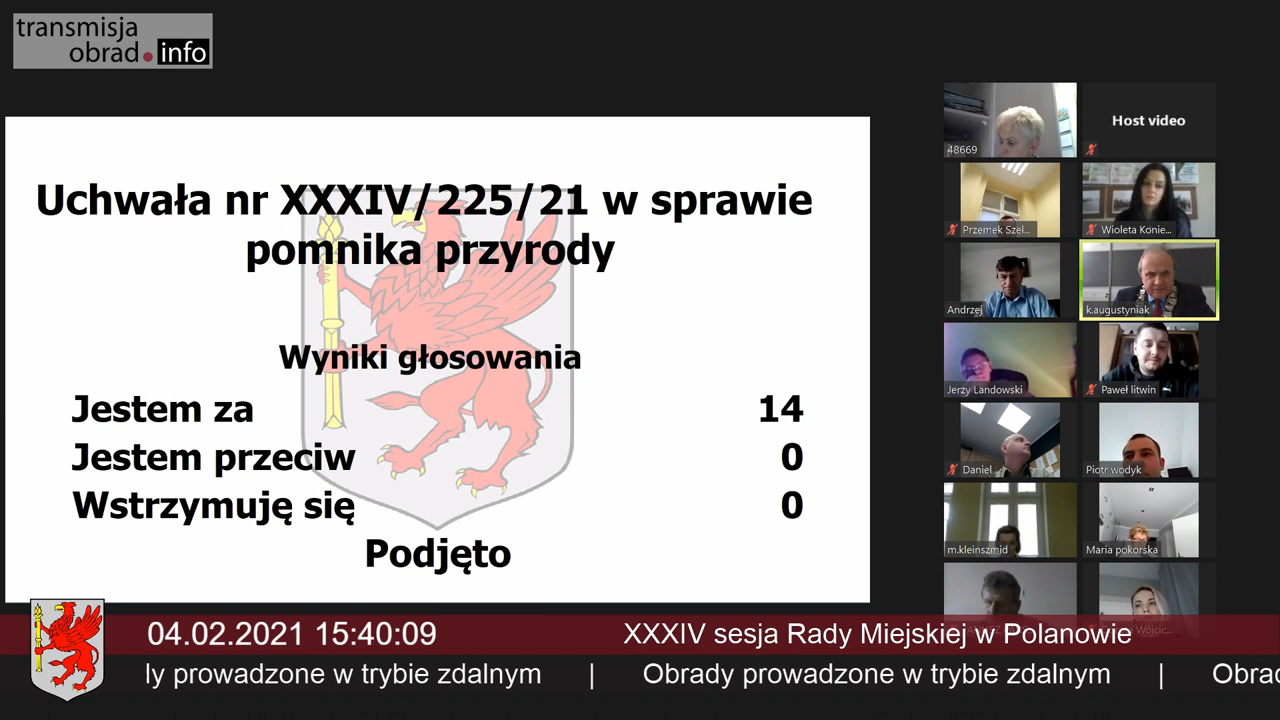 transmisja
obrad.info
Uchwała nr XXXIV/225/21 w sprawie
pomnika przyrody
Wyniki głosowania
Jestem za 14
Jestem przeciw 0
Wstrzymuję się 0
Podjęto
48669
Host video
Przemek Szel...
Wioleta Konie...
Andrzej
k.augustyniak
Jerzy Landowski
Paweł litwin
Daniel
Piotr wodyk
m.kleinszmid
Maria pokorska
04.02.2021 15:40:09
XXXIV sesja Rady Miejskiej w Polanowie
ly prowadzone w trybie zdalnym | Obrady prowadzone w trybie zdalnym | Obrad